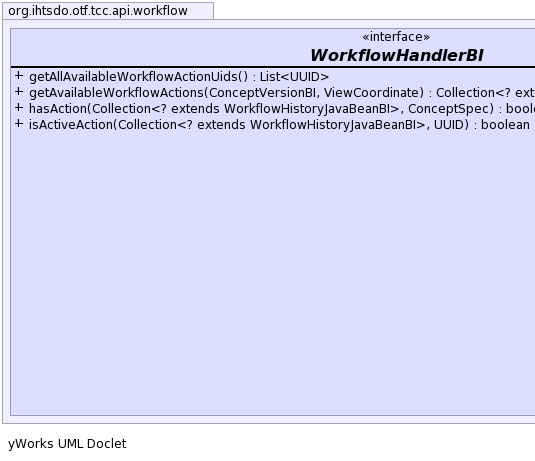 org.ihtsdo.otf.tcc.api.workflow
«interface»
WorkflowHandlerBI
+ getAllAvailableWorkflowActionUids() : List<UUID>
+ getAvailableWorkflowActions(ConceptVersionBI, ViewCoordinate) : Collection<? ext
+ hasAction(Collection<? extends WorkflowHistoryJavaBeanBI>, ConceptSpec) : boole
+ isActiveAction(Collection<? extends WorkflowHistoryJavaBeanBI>, UUID) : boolean
yWorks UML Doclet